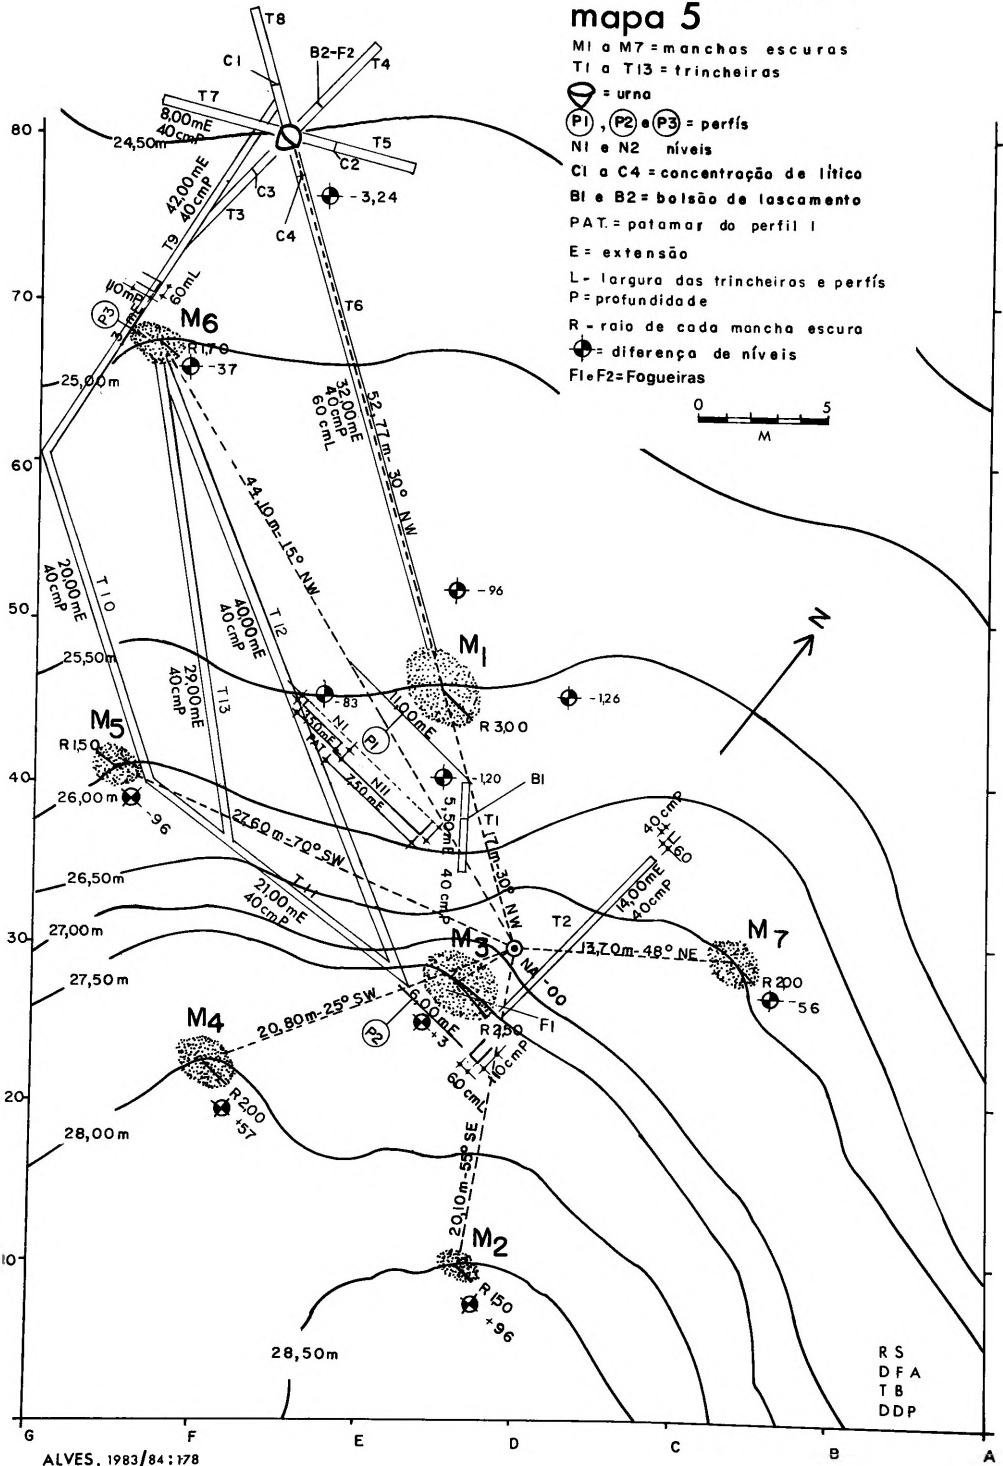 mapa 5
M1 a M7 = manchas escuras
T1 a T13 = trincheiras
= urna
P1, P2 e P3 = perfís
N1 e N2 níveis
C1 a C4 = concentração de lítico
B1 e B2 = bolsão de lascamento
PAT. = patamar do perfil 1
E = extensão
L - largura das trincheiras e perfís
P = profundidade
R - raio de cada mancha escura
= diferença de níveis
F1 e F2 = Fogueiras
0 5
M
T8
B2-F2
C1
T4
T7
8,00mE
40cmP
T5
C2
80
24,50m
42,00mE
40cmP
C3
T3
-3,24
C4
T9
60mL
110mP
70
P3
3
M6
R1,70
-37
T6
25,00m
32,00mE
40cmP
60cmL
52,77m-30° NW
60
44,10m-15° NW
20,00mE
40cmP
T10
40,00mE
40cmP
T12
-96
50
N
25,50m
M1
29,00mE
40cmP
T13
-83
11,00mE
-1,26
R3,00
M5
R1,50
N1
P1
PAT.
NII
7,50mE
-1,20
B1
40
26,00m
-96
27,60m-70° SW
5,50mE
40cmP
T1
17m-30° NW
40cmP
L 60
14,00mE
40cmP
26,50m
T11
21,00mE
40cmP
T2
30
27,00m
M3
M7
13,70m-48° NE
NA-00
27,50m
R2,00
-56
20,80m-25° SW
6,00mE
F1
M4
P2
+3
R2,50
110cmP
60cmL
20
R2,00
+57
28,00m
20,10m-55° SE
M2
10
R1,50
+96
28,50m
RS
DFA
TB
DDP
G F E D C B A
ALVES, 1983/84:178